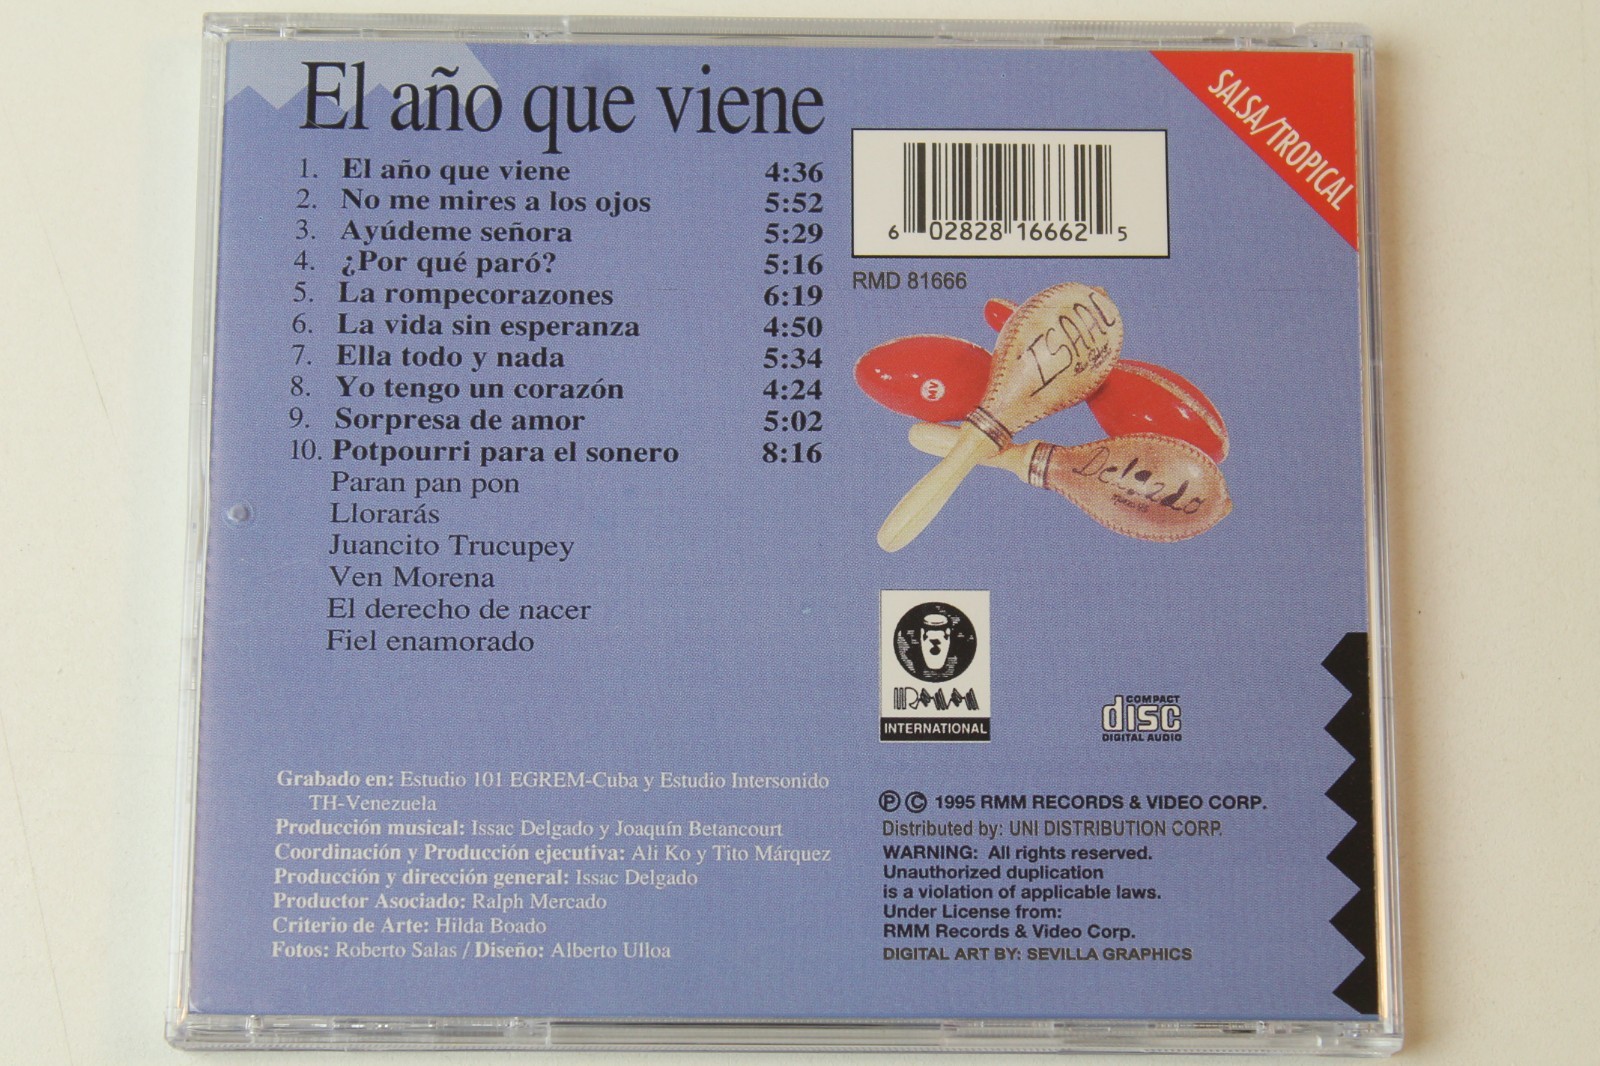 El año que viene
1. El año que viene 4:36
2. No me mires a los ojos 5:52
3. Ayúdeme señora 5:29
4. ¿Por qué paró? 5:16
5. La rompecorazones 6:19
6. La vida sin esperanza 4:50
7. Ella todo y nada 5:34
8. Yo tengo un corazón 4:24
9. Sorpresa de amor 5:02
10. Potpourri para el sonero 8:16
Paran pan pon
Llorarás
Juancito Trucupey
Ven Morena
El derecho de nacer
Fiel enamorado
Grabado en: Estudio 101 EGREM-Cuba y Estudio Intersonido
TH-Venezuela
Producción musical: Issac Delgado y Joaquín Betancourt
Coordinación y Producción ejecutiva: Ali Ko y Tito Márquez
Producción y dirección general: Issac Delgado
Productor Asociado: Ralph Mercado
Criterio de Arte: Hilda Boado
Fotos: Roberto Salas / Diseño: Alberto Ulloa
SALSA/TROPICAL
6 02828 16662 5
RMD 81666
ISAAC
MV
Delgado
RMM
INTERNATIONAL
COMPACT
disc
DIGITAL AUDIO
Ⓟ © 1995 RMM RECORDS & VIDEO CORP.
Distributed by: UNI DISTRIBUTION CORP.
WARNING: All rights reserved.
Unauthorized duplication
is a violation of applicable laws.
Under License from:
RMM Records & Video Corp.
DIGITAL ART BY: SEVILLA GRAPHICS